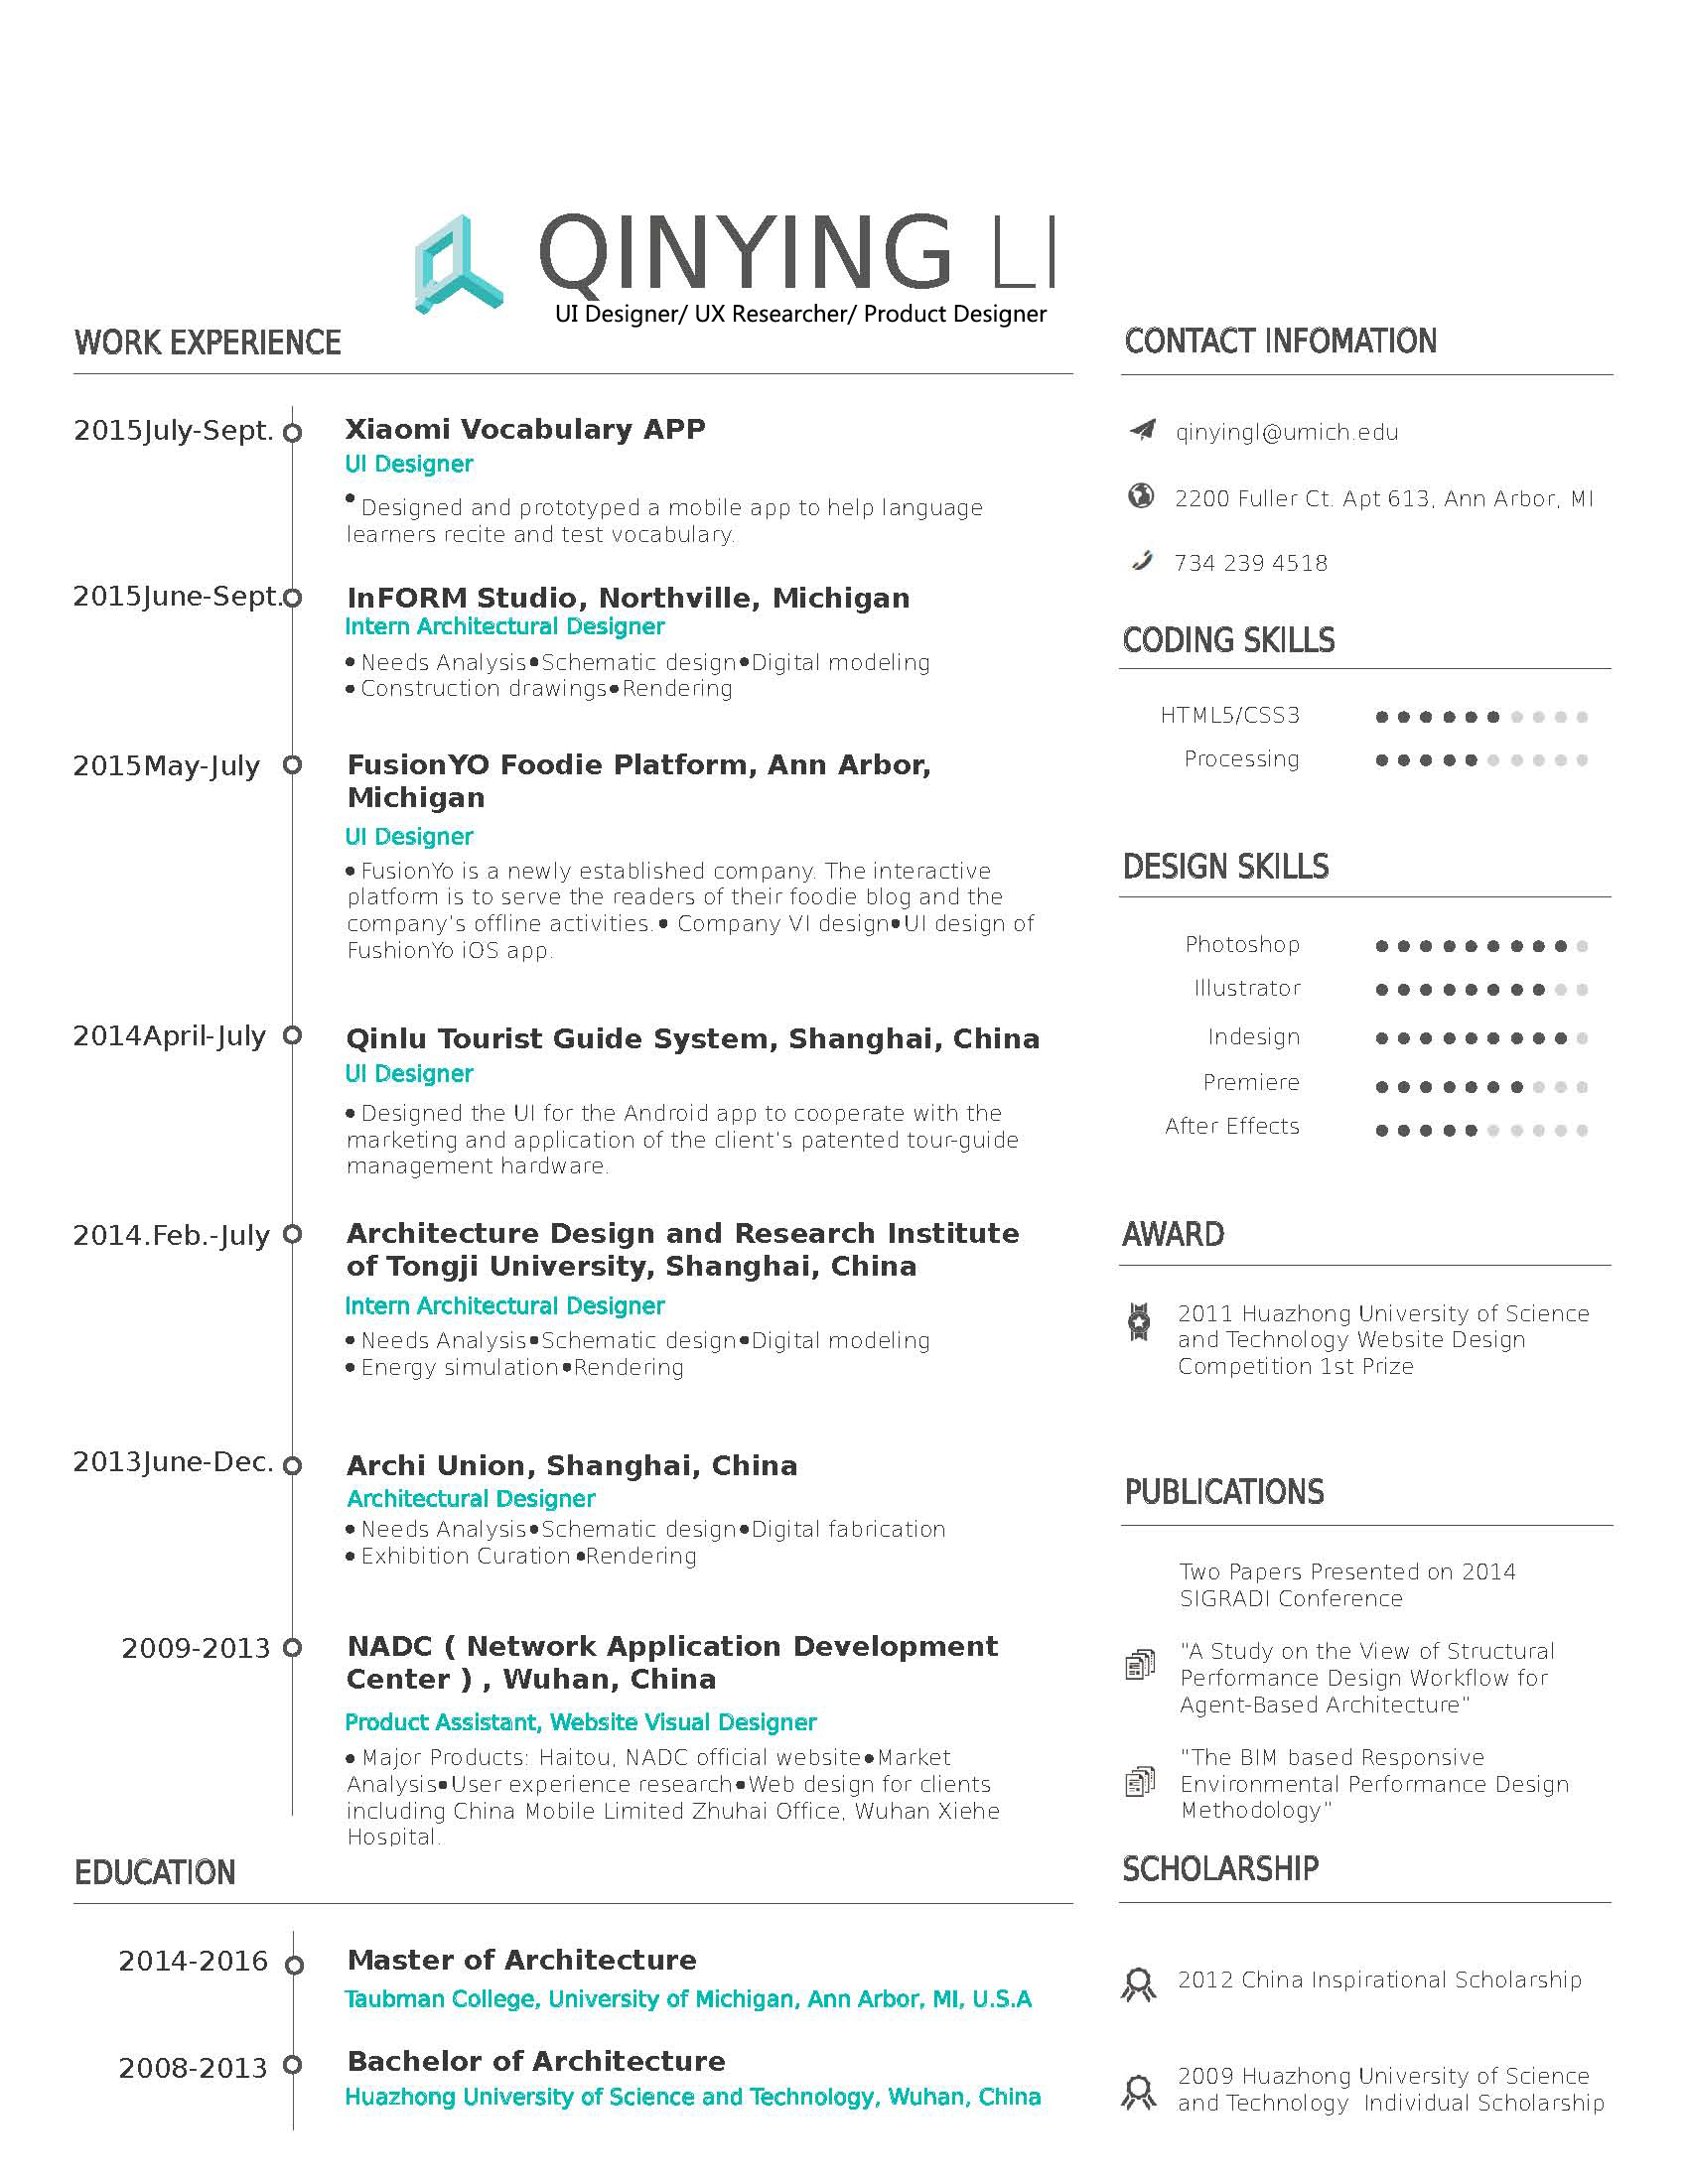 QINYING LI
UI Designer/ UX Researcher/ Product Designer
WORK EXPERIENCE
2015July-Sept.
Xiaomi Vocabulary APP
UI Designer
• Designed and prototyped a mobile app to help language
learners recite and test vocabulary.
2015June-Sept.
InFORM Studio, Northville, Michigan
Intern Architectural Designer
• Needs Analysis•Schematic design•Digital modeling
• Construction drawings•Rendering
2015May-July
FusionYO Foodie Platform, Ann Arbor,
Michigan
UI Designer
• FusionYo is a newly established company. The interactive
platform is to serve the readers of their foodie blog and the
company's offline activities.• Company VI design•UI design of
FushionYo iOS app.
2014April-July
Qinlu Tourist Guide System, Shanghai, China
UI Designer
• Designed the UI for the Android app to cooperate with the
marketing and application of the client's patented tour-guide
management hardware.
2014.Feb.-July
Architecture Design and Research Institute
of Tongji University, Shanghai, China
Intern Architectural Designer
• Needs Analysis•Schematic design•Digital modeling
• Energy simulation•Rendering
2013June-Dec.
Archi Union, Shanghai, China
Architectural Designer
• Needs Analysis•Schematic design•Digital fabrication
• Exhibition Curation •Rendering
2009-2013
NADC ( Network Application Development
Center ) , Wuhan, China
Product Assistant, Website Visual Designer
• Major Products: Haitou, NADC official website•Market
Analysis•User experience research•Web design for clients
including China Mobile Limited Zhuhai Office, Wuhan Xiehe
Hospital.
EDUCATION
2014-2016
Master of Architecture
Taubman College, University of Michigan, Ann Arbor, MI, U.S.A
2008-2013
Bachelor of Architecture
Huazhong University of Science and Technology, Wuhan, China
CONTACT INFOMATION
qinyingl@umich.edu
2200 Fuller Ct. Apt 613, Ann Arbor, MI
734 239 4518
CODING SKILLS
HTML5/CSS3
Processing
DESIGN SKILLS
Photoshop
Illustrator
Indesign
Premiere
After Effects
AWARD
2011 Huazhong University of Science
and Technology Website Design
Competition 1st Prize
PUBLICATIONS
Two Papers Presented on 2014
SIGRADI Conference
"A Study on the View of Structural
Performance Design Workflow for
Agent-Based Architecture"
"The BIM based Responsive
Environmental Performance Design
Methodology"
SCHOLARSHIP
2012 China Inspirational Scholarship
2009 Huazhong University of Science
and Technology  Individual Scholarship